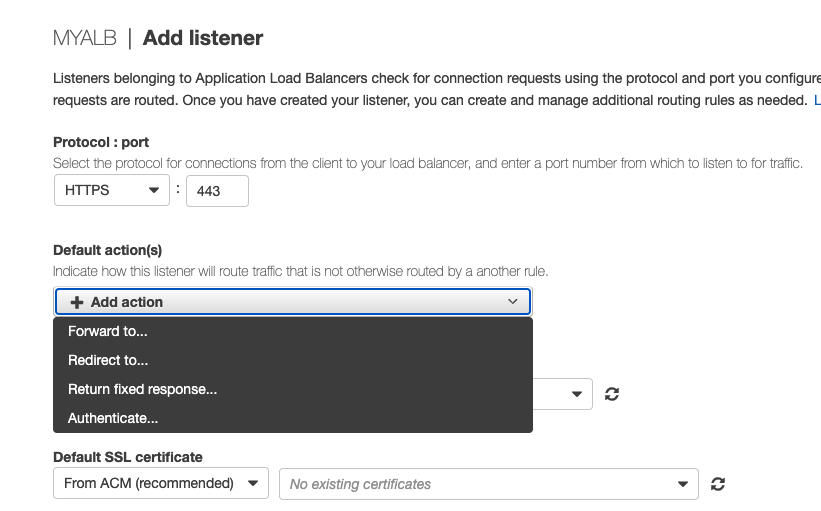 MYALB | Add listener
Listeners belonging to Application Load Balancers check for connection requests using the protocol and port you configure
requests are routed. Once you have created your listener, you can create and manage additional routing rules as needed. L
Protocol : port
Select the protocol for connections from the client to your load balancer, and enter a port number from which to listen to for traffic.
HTTPS : 443
Default action(s)
Indicate how this listener will route traffic that is not otherwise routed by a another rule.
Add action
Forward to...
Redirect to...
Return fixed response...
Authenticate...
Default SSL certificate
From ACM (recommended) No existing certificates